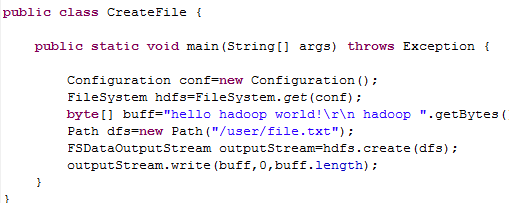 public class CreateFile {
public static void main(String[] args) throws Exception {
Configuration conf=new Configuration();
FileSystem hdfs=FileSystem.get(conf);
byte[] buff="hello hadoop world!\r\n hadoop ".getBytes(
Path dfs=new Path("/user/file.txt");
FSDataOutputStream outputStream=hdfs.create(dfs);
outputStream.write(buff,0,buff.length);
}
}